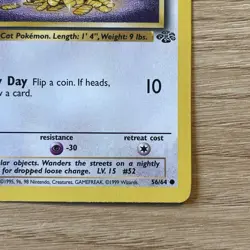 Cat Pokémon. Length: 1' 4", Weight: 9 lbs.
y Day Flip a coin. If heads,
w a card.
10
resistance
retreat cost
-30
lar objects. Wanders the streets on a nightly
for dropped loose change. LV. 15 #52
©1995, 96, 98 Nintendo, Creatures, GAMEFREAK. ©1999 Wizards.
56/64